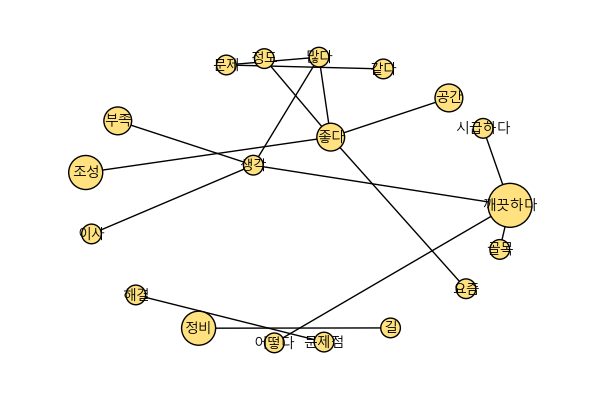 문제
정도
많다
같다
공간
부족
시급하다
좋다
생각
조성
깨끗하다
이사
골목
요즘
해결
정비
길
어떻다
문제점